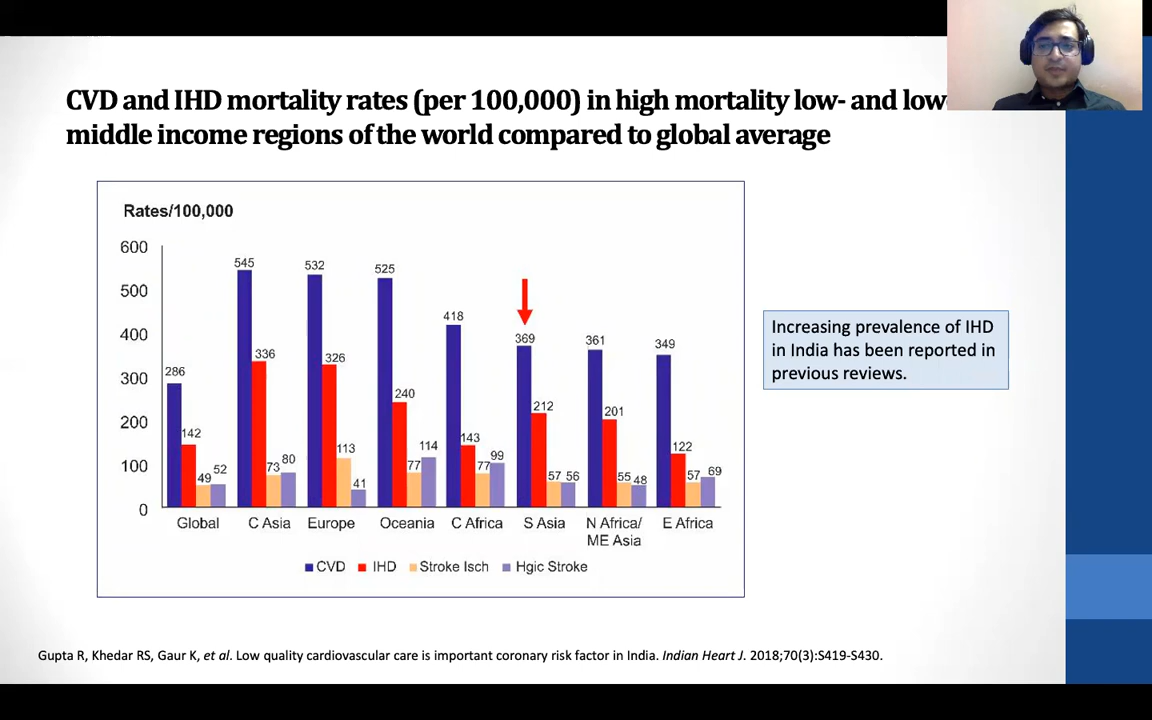 CVD and IHD mortality rates (per 100,000) in high mortality low- and low-
middle income regions of the world compared to global average
Rates/100,000
600
500
400
300
200
100
0
286
142
49
52
545
336
73
80
532
326
113
41
525
240
77
114
418
143
77
99
369
212
57
56
361
201
55
48
349
122
57
69
Global
C Asia
Europe
Oceania
C Africa
S Asia
N Africa/
ME Asia
E Africa
CVD IHD Stroke Isch Hgic Stroke
Increasing prevalence of IHD
in India has been reported in
previous reviews.
Gupta R, Khedar RS, Gaur K, et al. Low quality cardiovascular care is important coronary risk factor in India. Indian Heart J. 2018;70(3):S419-S430.